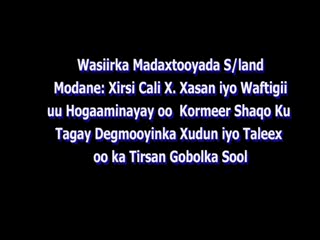 Wasiirka Madaxtooyada S/land
Modane: Xirsi Cali X. Xasan iyo Waftigii
uu Hogaaminayay oo Kormeer Shaqo Ku
Tagay Degmooyinka Xudun iyo Taleex
oo ka Tirsan Gobolka Sool